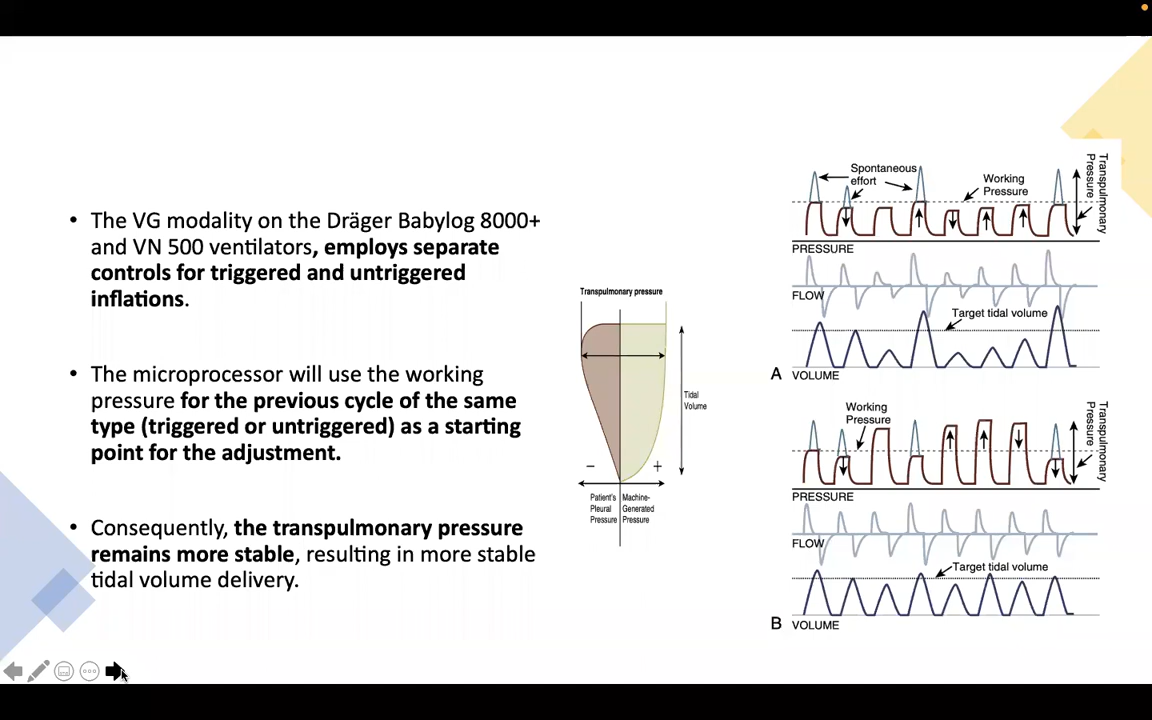 • The VG modality on the Dräger Babylog 8000+
and VN 500 ventilators, employs separate
controls for triggered and untriggered
inflations.
• The microprocessor will use the working
pressure for the previous cycle of the same
type (triggered or untriggered) as a starting
point for the adjustment.
• Consequently, the transpulmonary pressure
remains more stable, resulting in more stable
tidal volume delivery.
Transpulmonary pressure
Tidal
Volume
− +
Patient's
Pleural
Pressure
Machine-
Generated
Pressure
Spontaneous
effort
Working
Pressure
Transpulmonary
Pressure
PRESSURE
FLOW
Target tidal volume
A VOLUME
Working
Pressure
Transpulmonary
Pressure
PRESSURE
FLOW
Target tidal volume
B VOLUME